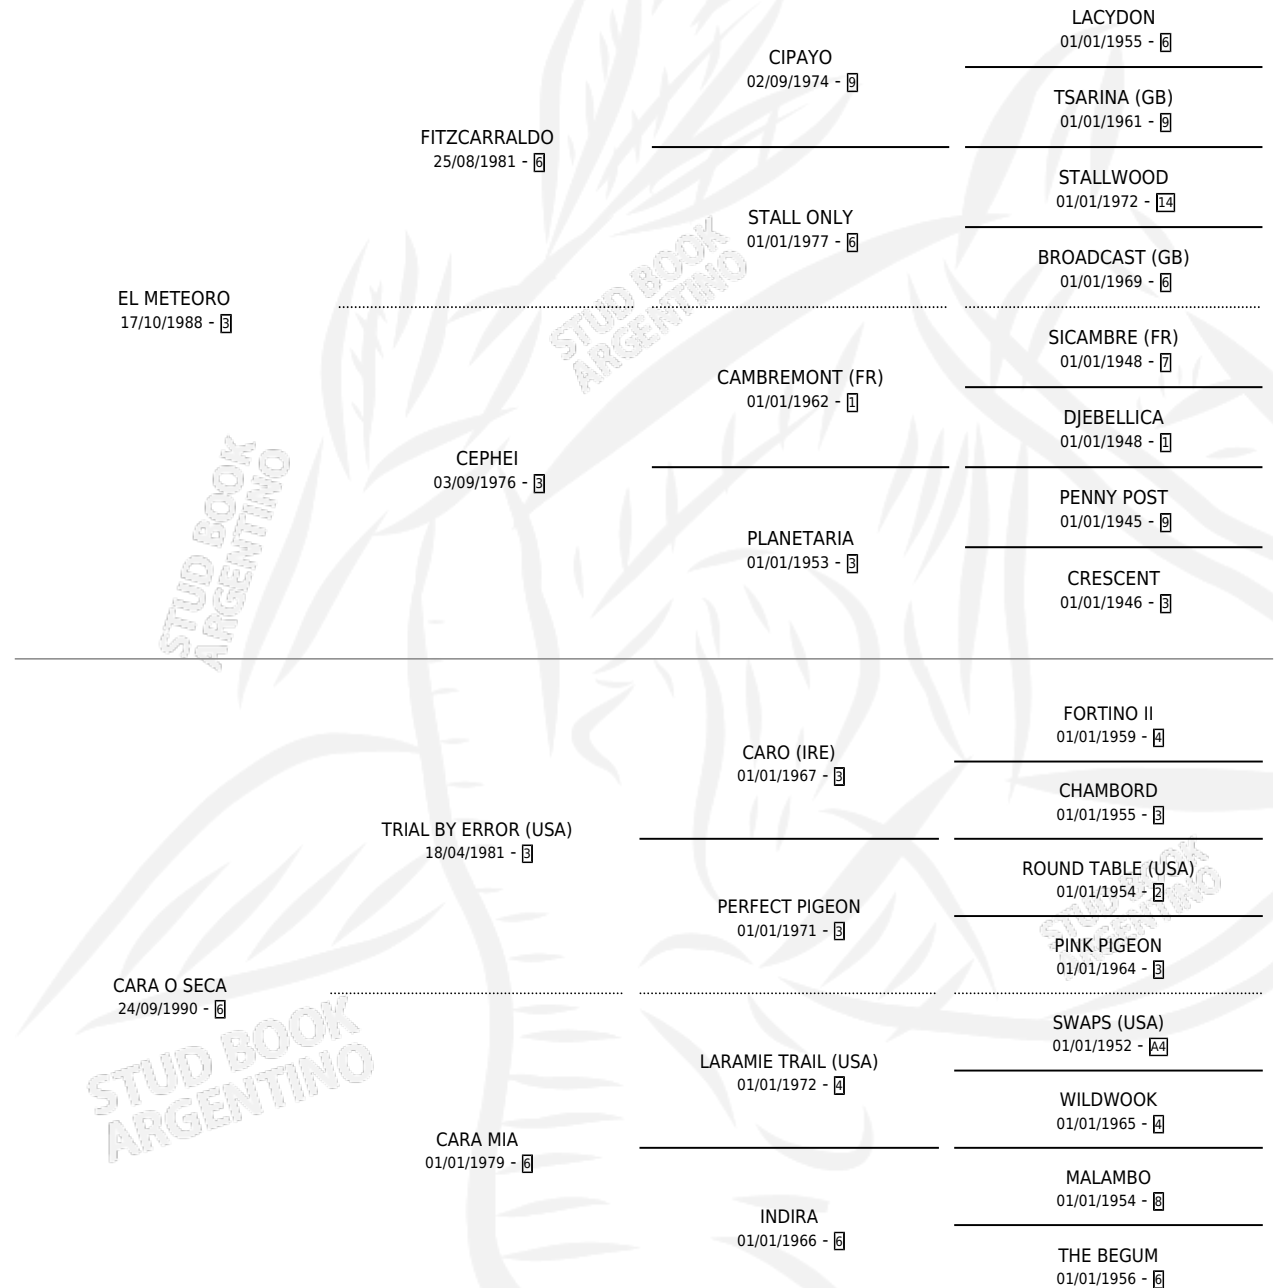 LACYDON
01/01/1955 - 6
CIPAYO
02/09/1974 - 9
TSARINA (GB)
01/01/1961 - 9
FITZCARRALDO
25/08/1981 - 6
STALLWOOD
01/01/1972 - 14
STALL ONLY
01/01/1977 - 6
BROADCAST (GB)
01/01/1969 - 6
EL METEORO
17/10/1988 - 3
STUD BOOK
ARGENTINO
SICAMBRE (FR)
01/01/1948 - 7
CAMBREMONT (FR)
01/01/1962 - 1
DJEBELLICA
01/01/1948 - 1
CEPHEI
03/09/1976 - 3
PENNY POST
01/01/1945 - 9
PLANETARIA
01/01/1953 - 3
CRESCENT
01/01/1946 - 3
STUD BOOK
ARGENTINO
FORTINO II
01/01/1959 - 4
CARO (IRE)
01/01/1967 - 3
CHAMBORD
01/01/1955 - 3
TRIAL BY ERROR (USA)
18/04/1981 - 3
ROUND TABLE (USA)
01/01/1954 - 2
PERFECT PIGEON
01/01/1971 - 3
STUD BOOK
ARGENTINO
PINK PIGEON
01/01/1964 - 3
CARA O SECA
24/09/1990 - 6
STUD BOOK
ARGENTINO
SWAPS (USA)
01/01/1952 - A4
LARAMIE TRAIL (USA)
01/01/1972 - 4
WILDWOOK
01/01/1965 - 4
CARA MIA
01/01/1979 - 6
MALAMBO
01/01/1954 - 8
INDIRA
01/01/1966 - 6
THE BEGUM
01/01/1956 - 6